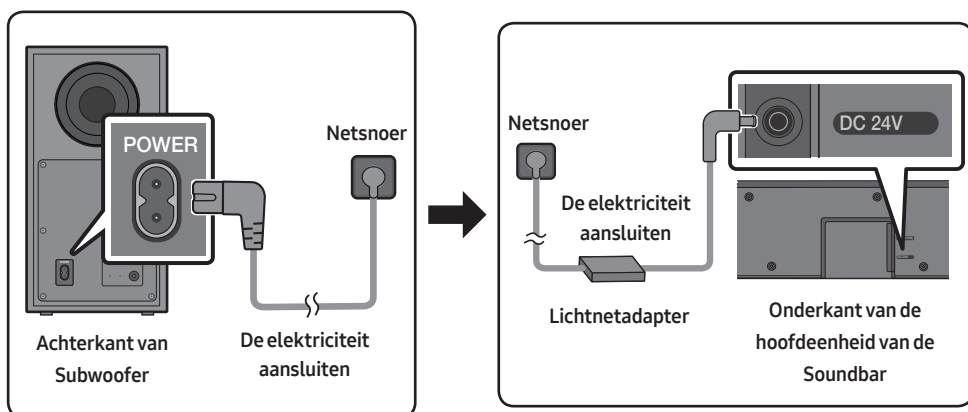 POWER
Netsnoer
Achterkant van
Subwoofer
De elektriciteit
aansluiten
Netsnoer
DC 24V
De elektriciteit
aansluiten
Lichtnetadapter
Onderkant van de
hoofdeenheid van de
Soundbar